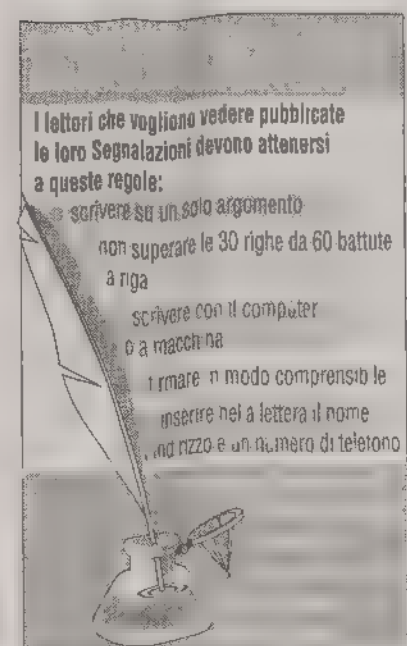 I lettori che vogliono vedere pubblicate
le loro Segnalazioni devono attenersi
a queste regole:
scrivere su un solo argomento
non superare le 30 righe da 60 battute
a riga
scrivere con il computer
o a macchina
firmare in modo comprensibile
inserire nella lettera il nome
indirizzo e un numero di telefono